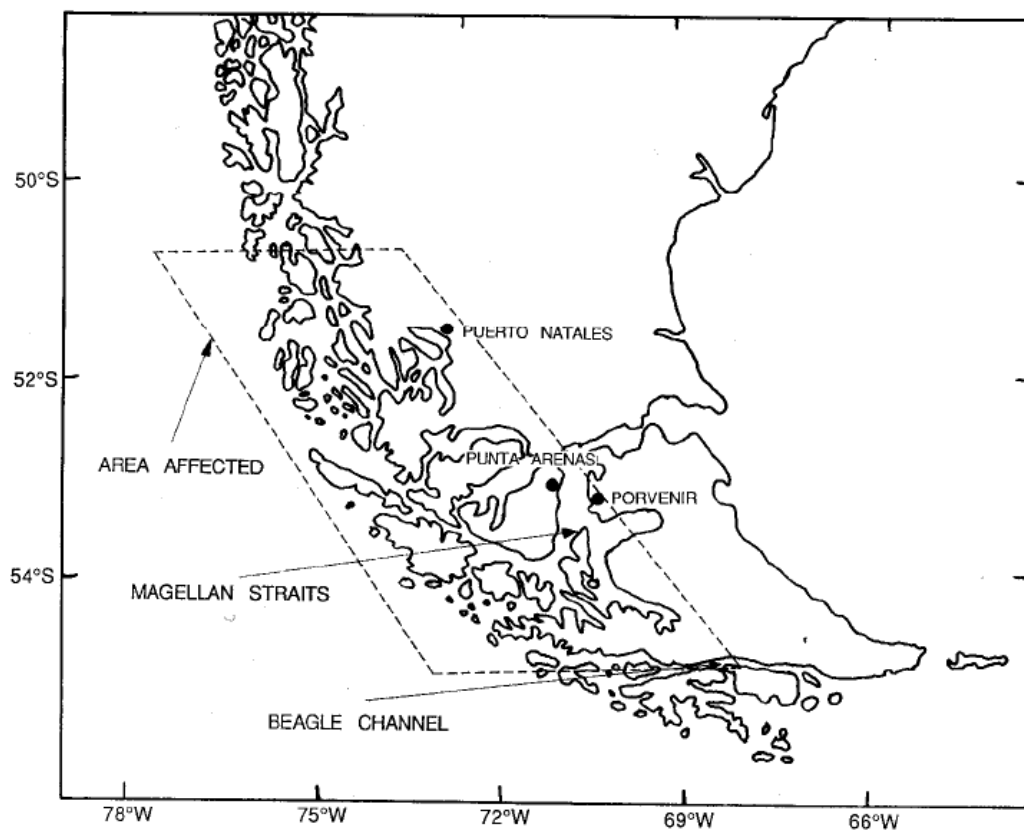 50°S
PUERTO NATALES
52°S
AREA AFFECTED
PUNTA ARENAS
PORVENIR
54°S
MAGELLAN STRAITS
BEAGLE CHANNEL
78°W
75°W
72°W
69°W
66°W